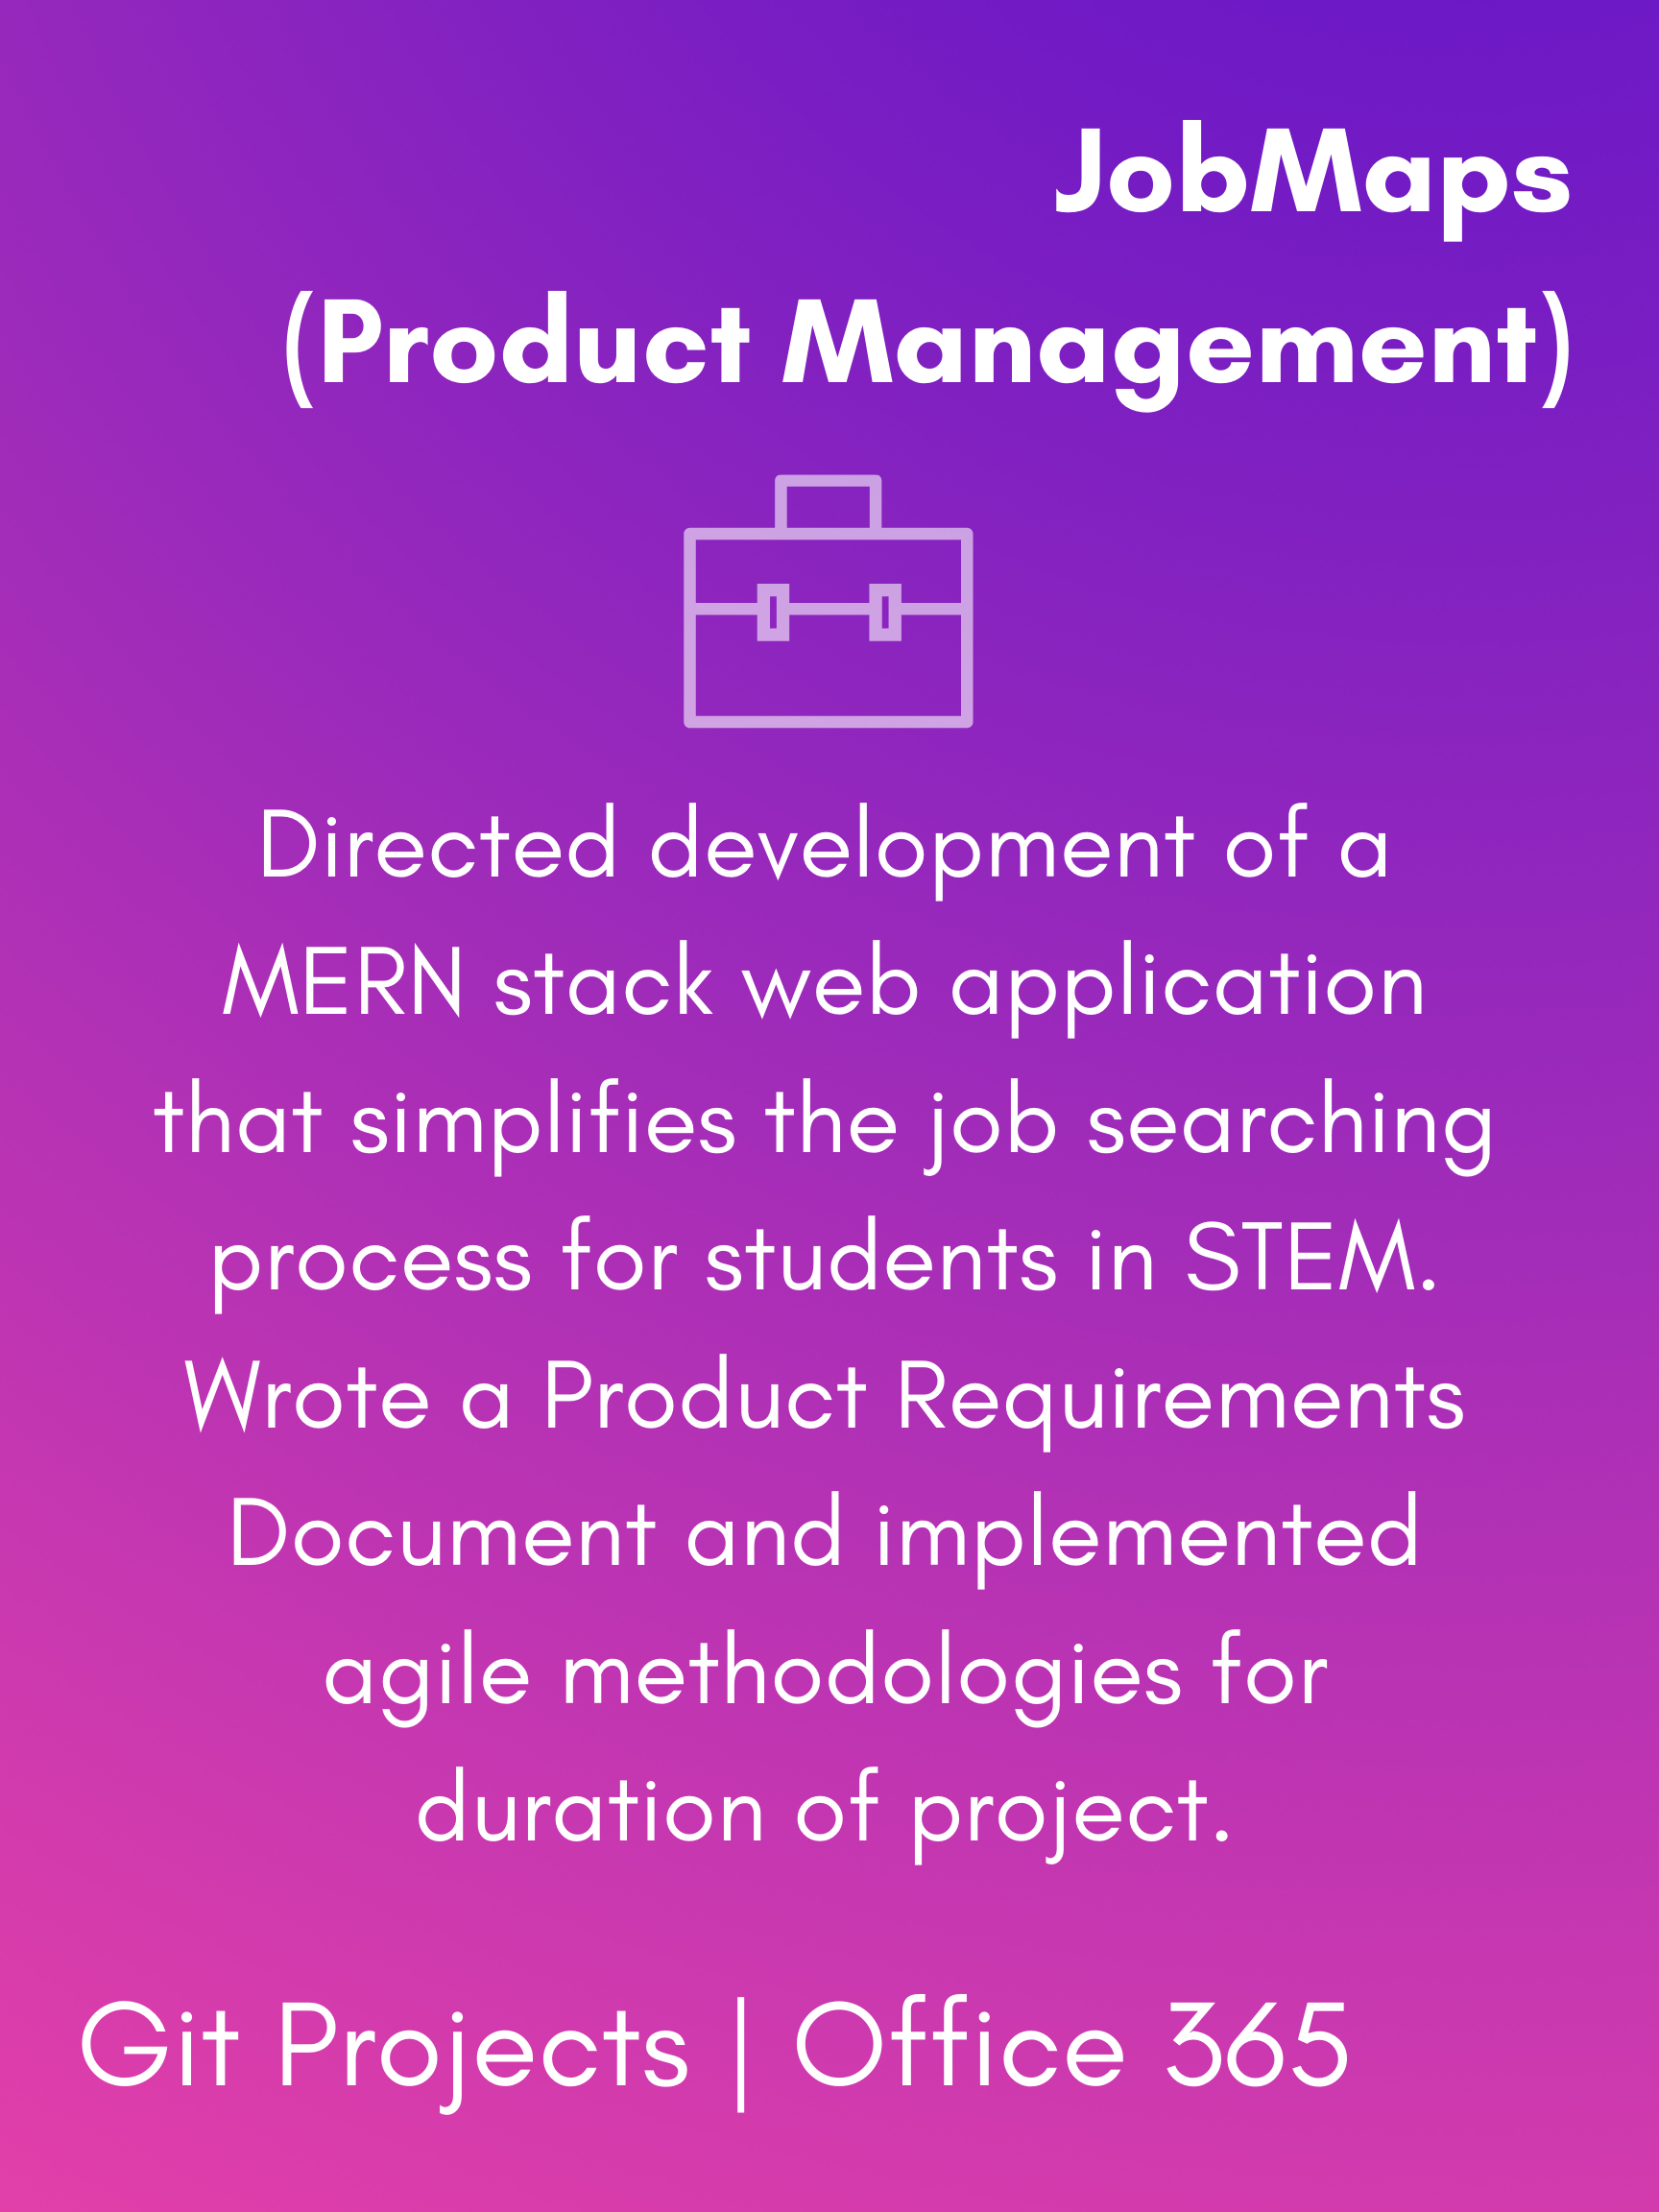 JobMaps
(Product Management)
Directed development of a
MERN stack web application
that simplifies the job searching
process for students in STEM.
Wrote a Product Requirements
Document and implemented
agile methodologies for
duration of project.
Git Projects | Office 365